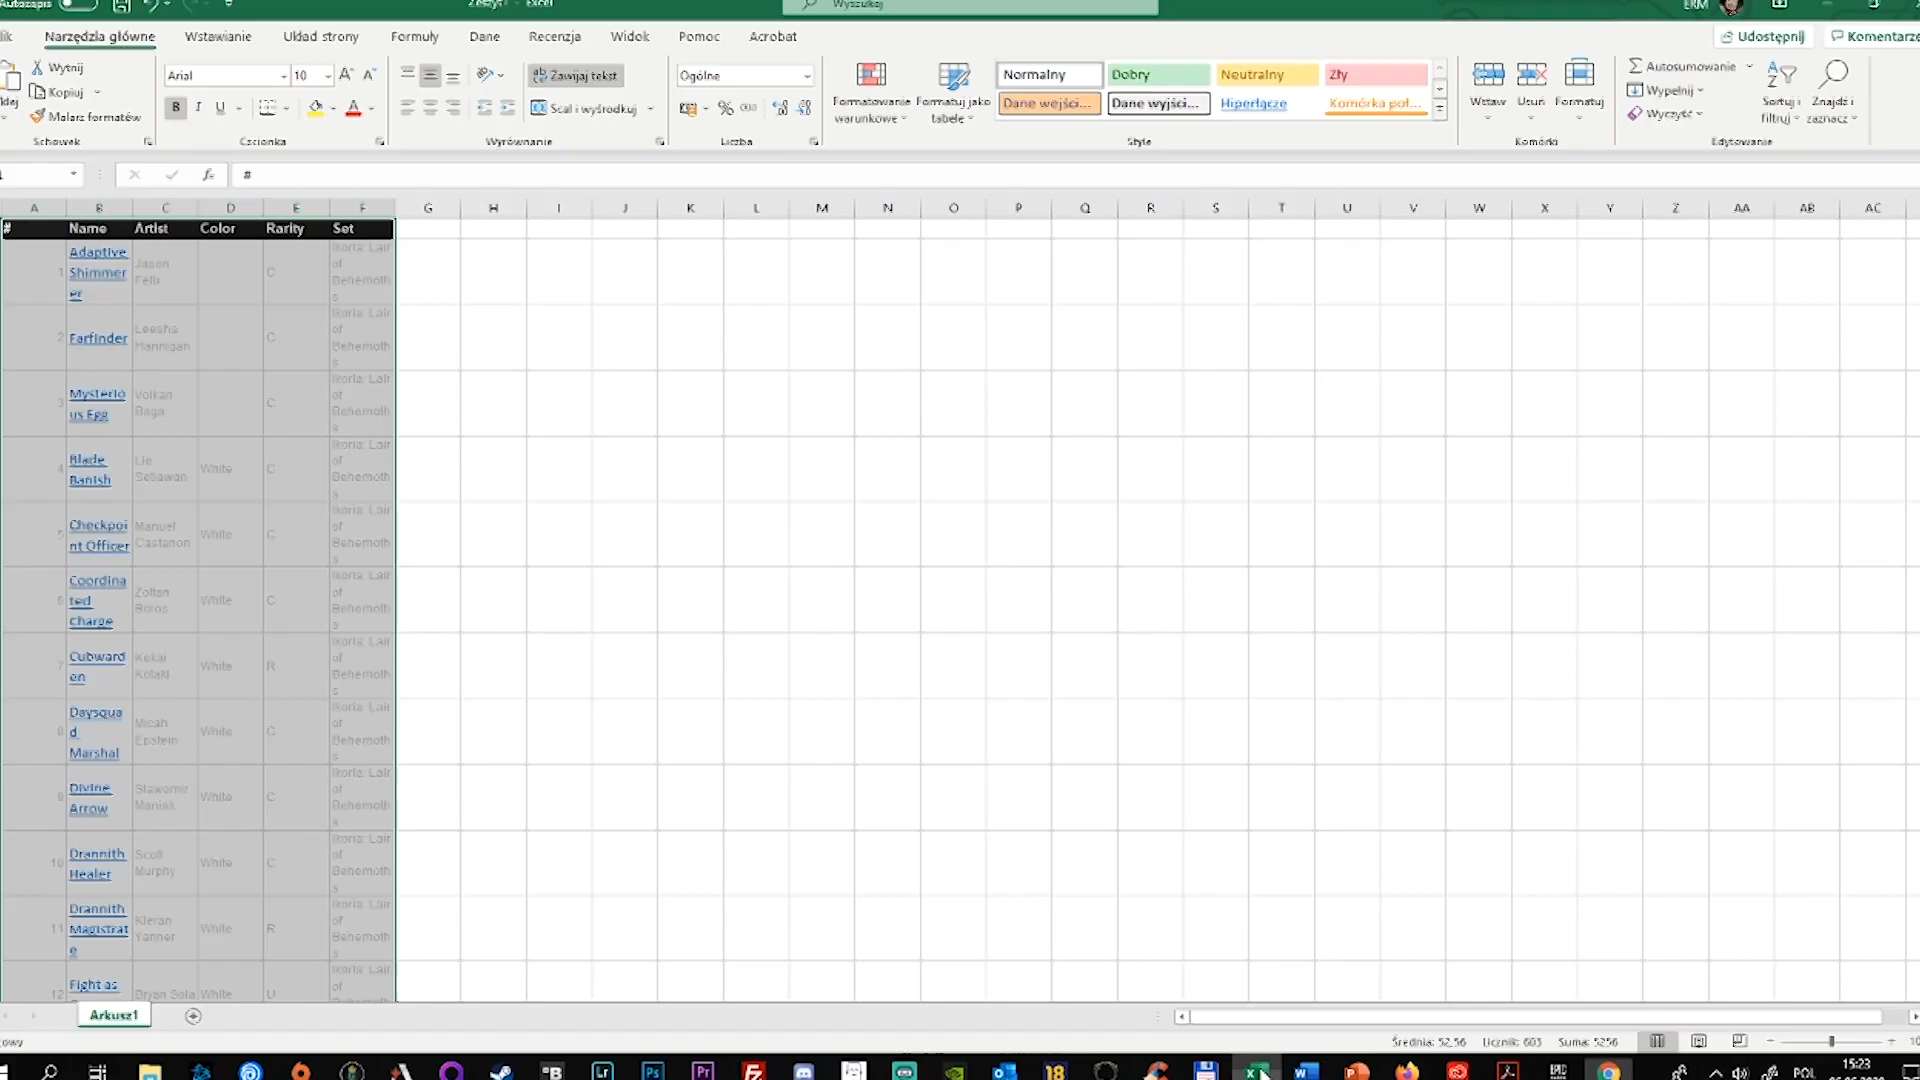 Autozapis
Zeszyt1 - Excel
Wyszukaj
ERM
Narzędzia główne Wstawianie Układ strony Formuły Dane Recenzja Widok Pomoc Acrobat
Udostępnij
Wytnij
Kopiuj
Malarz formatów
Schowek
Arial 10
B I U
Czcionka
Zawijaj tekst
Scal i wyśrodkuj
Wyrównanie
Ogólne
Liczba
Formatowanie warunkowe
Formatuj jako tabelę
Normalny Dobry Neutralny Zły
Dane wejści... Dane wyjści... Hiperłącze Komórka poł...
Style
Wstaw Usuń Formatuj
Komórki
Autosumowanie
Wypełnij
Wyczyść
Sortuj i filtruj
Znajdź i zaznacz
Edytowanie
fx #
A B C D E F G H I J K L M N O P Q R S T U V W X Y Z AA AB AC
# Name Artist Color Rarity Set
1 Adaptive Shimmerer Jason Felix C Ikoria: Lair of Behemoths
2 Farfinder Leesha Hannigan C Ikoria: Lair of Behemoths
3 Mysterious Egg Volkan Baga C Ikoria: Lair of Behemoths
4 Blade Banish Lie Setiawan White C Ikoria: Lair of Behemoths
5 Checkpoint Officer Manuel Castanon White C Ikoria: Lair of Behemoths
6 Coordinated Charge Zoltan Boros White C Ikoria: Lair of Behemoths
7 Cubwarden Kekai Kotaki White R Ikoria: Lair of Behemoths
8 Daysquad Marshal Micah Epstein White C Ikoria: Lair of Behemoths
9 Divine Arrow Slawomir Maniak White C Ikoria: Lair of Behemoths
10 Drannith Healer Scott Murphy White C Ikoria: Lair of Behemoths
11 Drannith Magistrate Kieran Yanner White R Ikoria: Lair of Behemoths
12 Fight as Bryan Sola White U Ikoria: Lair of Behemoth
Arkusz1
Średnia: 52,56 Licznik: 603 Suma: 5256
POL
15:23